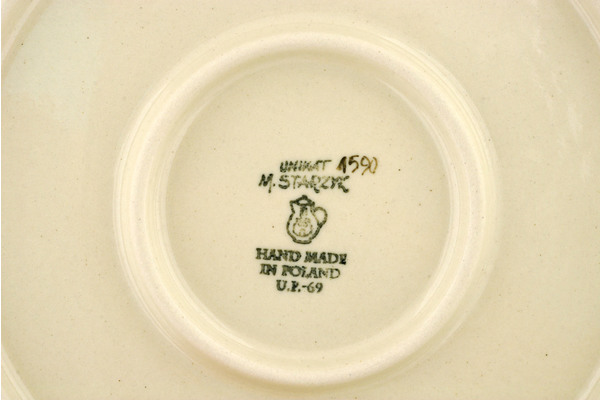 UNIKAT 1590
M. STARZYK
HAND MADE
IN POLAND
U.P.-69